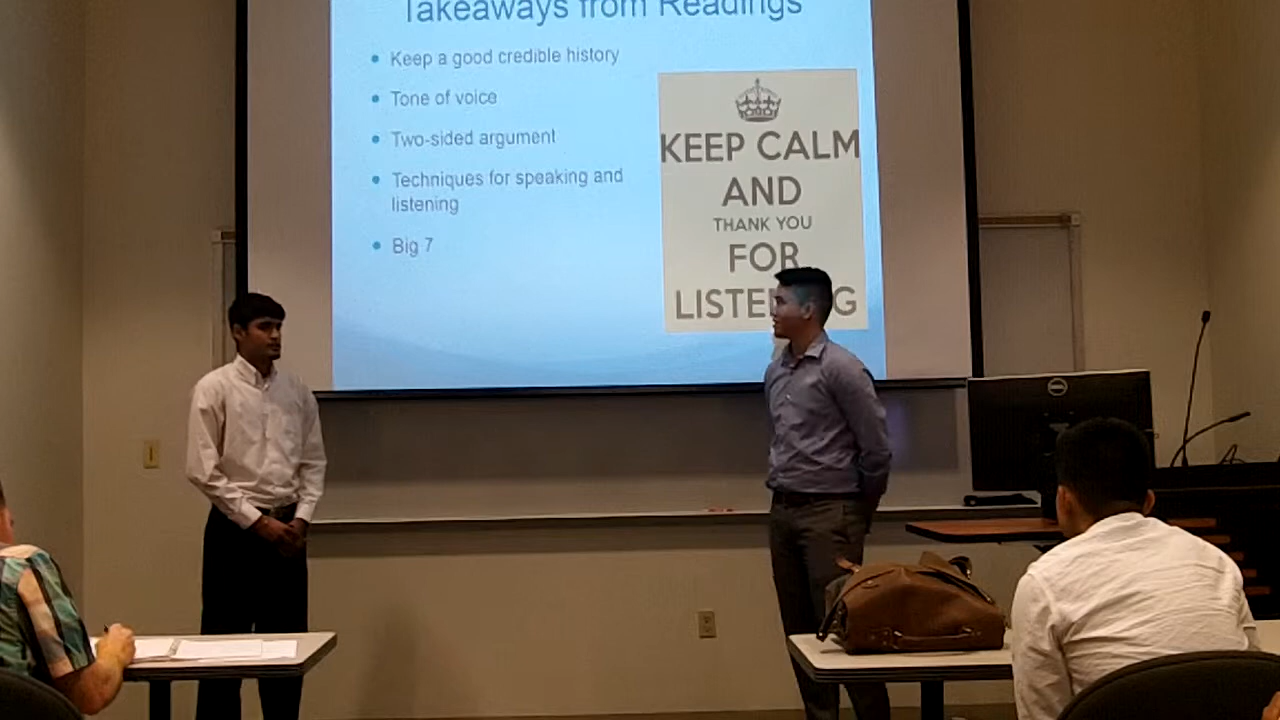 Takeaways from Readings
Keep a good credible history
Tone of voice
Two-sided argument
Techniques for speaking and
listening
Big 7
KEEP CALM
AND
THANK YOU
FOR
LISTENING
DELL